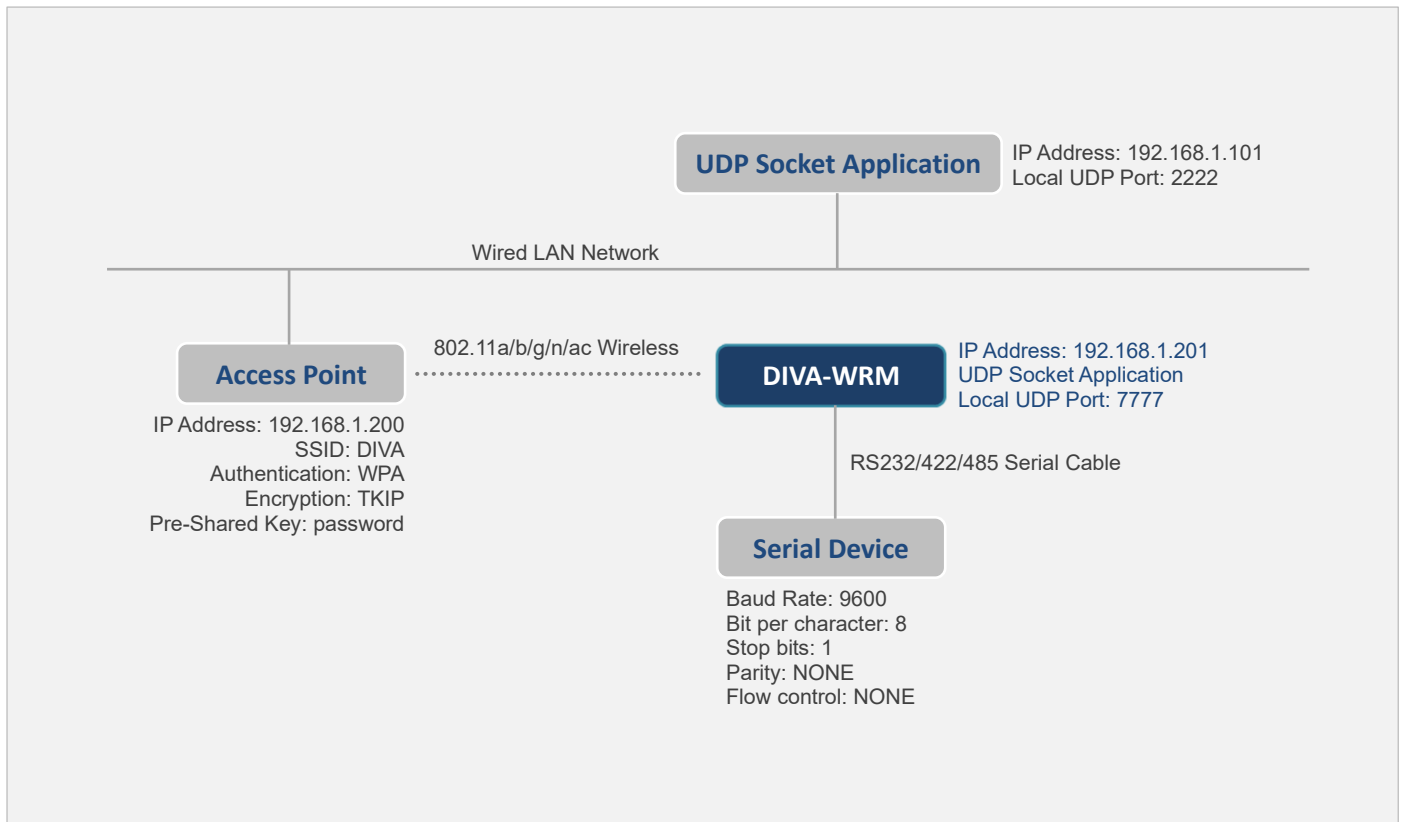 UDP Socket Application
IP Address: 192.168.1.101
Local UDP Port: 2222
Wired LAN Network
Access Point
802.11a/b/g/n/ac Wireless
DIVA-WRM
IP Address: 192.168.1.201
UDP Socket Application
Local UDP Port: 7777
IP Address: 192.168.1.200
SSID: DIVA
Authentication: WPA
Encryption: TKIP
Pre-Shared Key: password
RS232/422/485 Serial Cable
Serial Device
Baud Rate: 9600
Bit per character: 8
Stop bits: 1
Parity: NONE
Flow control: NONE